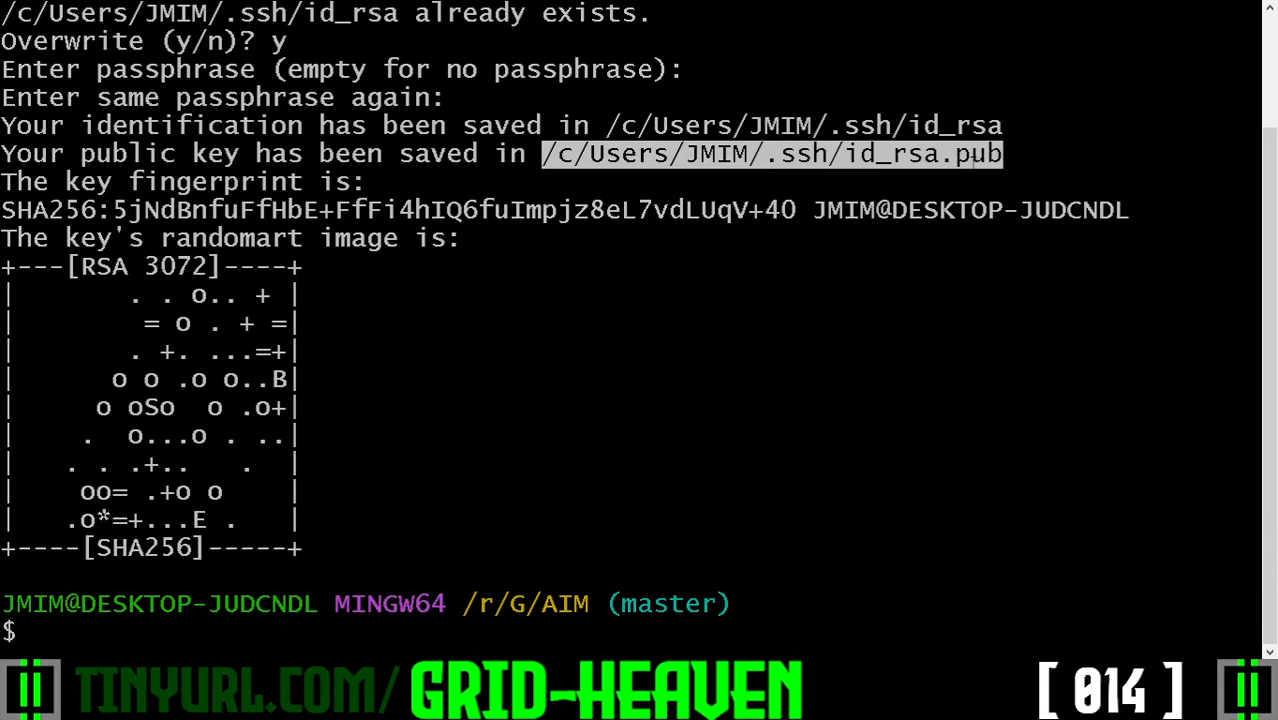 /c/Users/JMIM/.ssh/id_rsa already exists.
Overwrite (y/n)? y
Enter passphrase (empty for no passphrase):
Enter same passphrase again:
Your identification has been saved in /c/Users/JMIM/.ssh/id_rsa
Your public key has been saved in /c/Users/JMIM/.ssh/id_rsa.pub
The key fingerprint is:
SHA256:5jNdBnfuFfHbE+FfFi4hIQ6fuImpjz8eL7vdLUqV+4O JMIM@DESKTOP-JUDCNDL
The key's randomart image is:
+---[RSA 3072]----+
|        . . o.. + |
|         = o . + =|
|        . +. ...=+|
|       o o .o o..B|
|      o oSo  o .o+|
|     .  o...o . ..|
|    . . .+..    .  |
|     oo= .+o o     |
|    .o*=+...E .    |
+----[SHA256]-----+
JMIM@DESKTOP-JUDCNDL MINGW64 /r/G/AIM (master)
$
TINYURL.COM/GRID-HEAVEN [ 014 ]